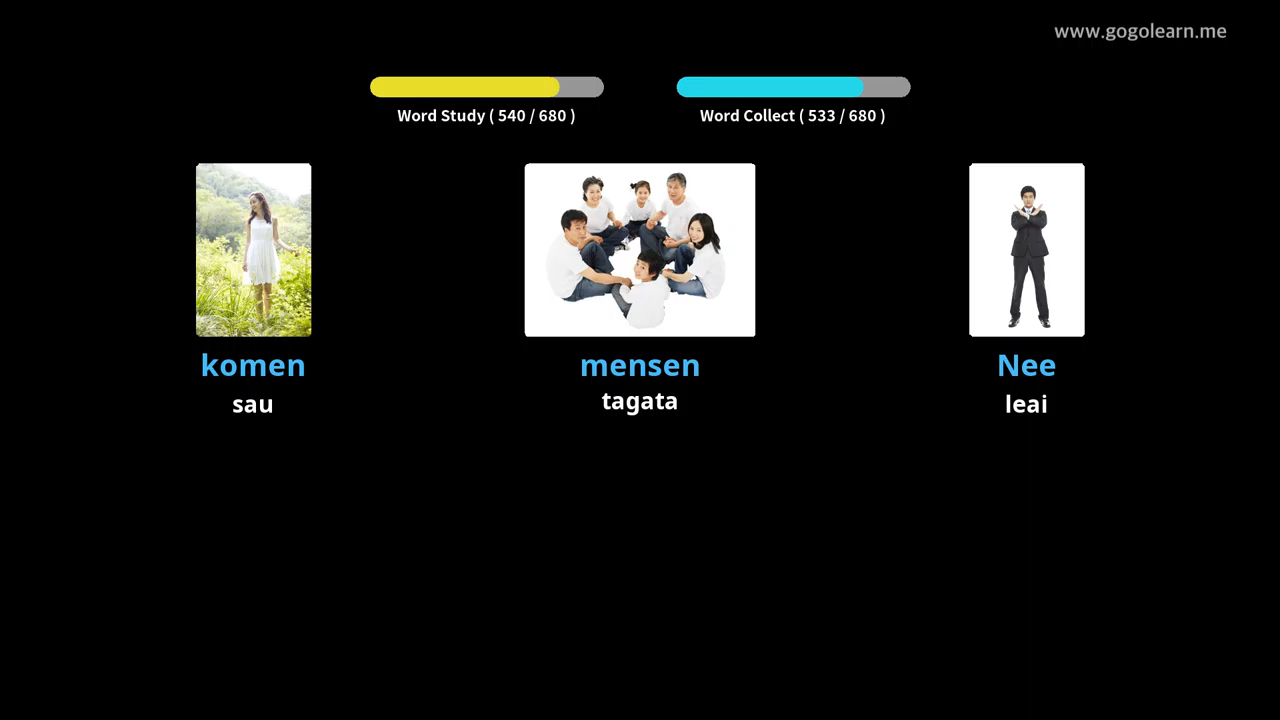 www.gogolearn.me
Word Study ( 540 / 680 )
Word Collect ( 533 / 680 )
komen
mensen
Nee
sau
tagata
leai